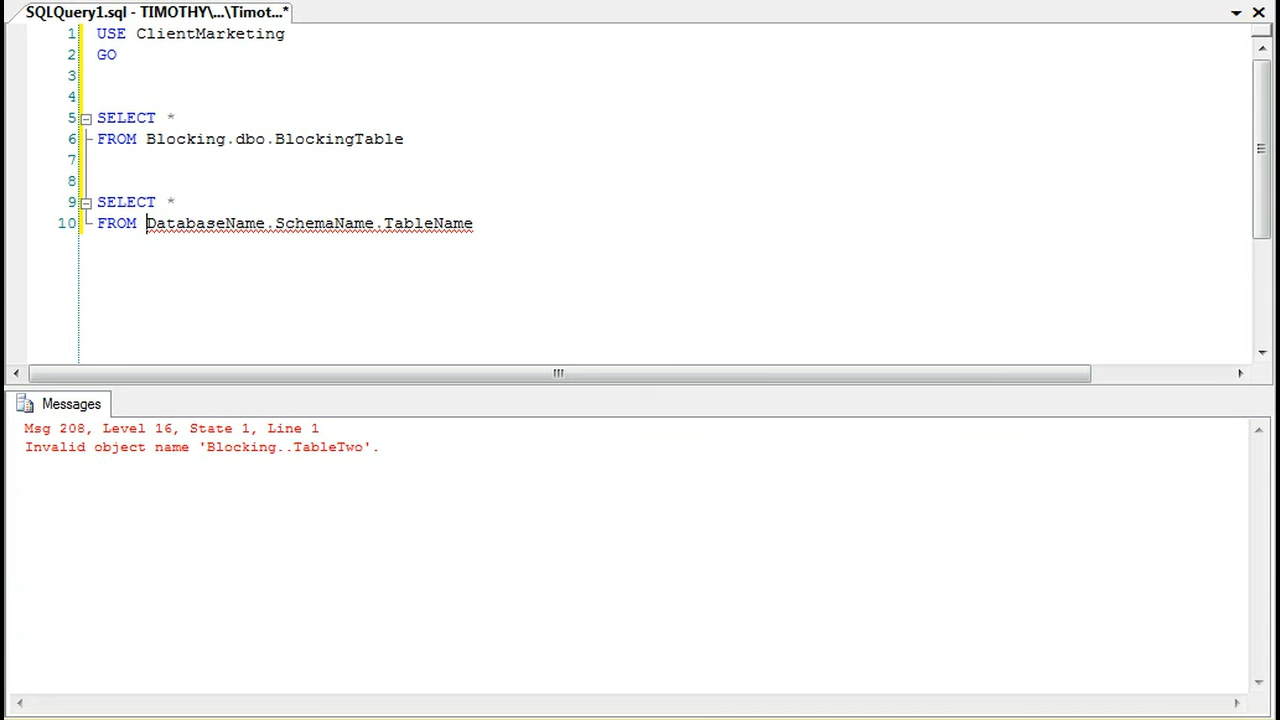 SQLQuery1.sql - TIMOTHY\...\Timot...*
1 USE ClientMarketing
2 GO
3
4
5 SELECT *
6 FROM Blocking.dbo.BlockingTable
7
8
9 SELECT *
10 FROM DatabaseName.SchemaName.TableName
Messages
Msg 208, Level 16, State 1, Line 1
Invalid object name 'Blocking..TableTwo'.